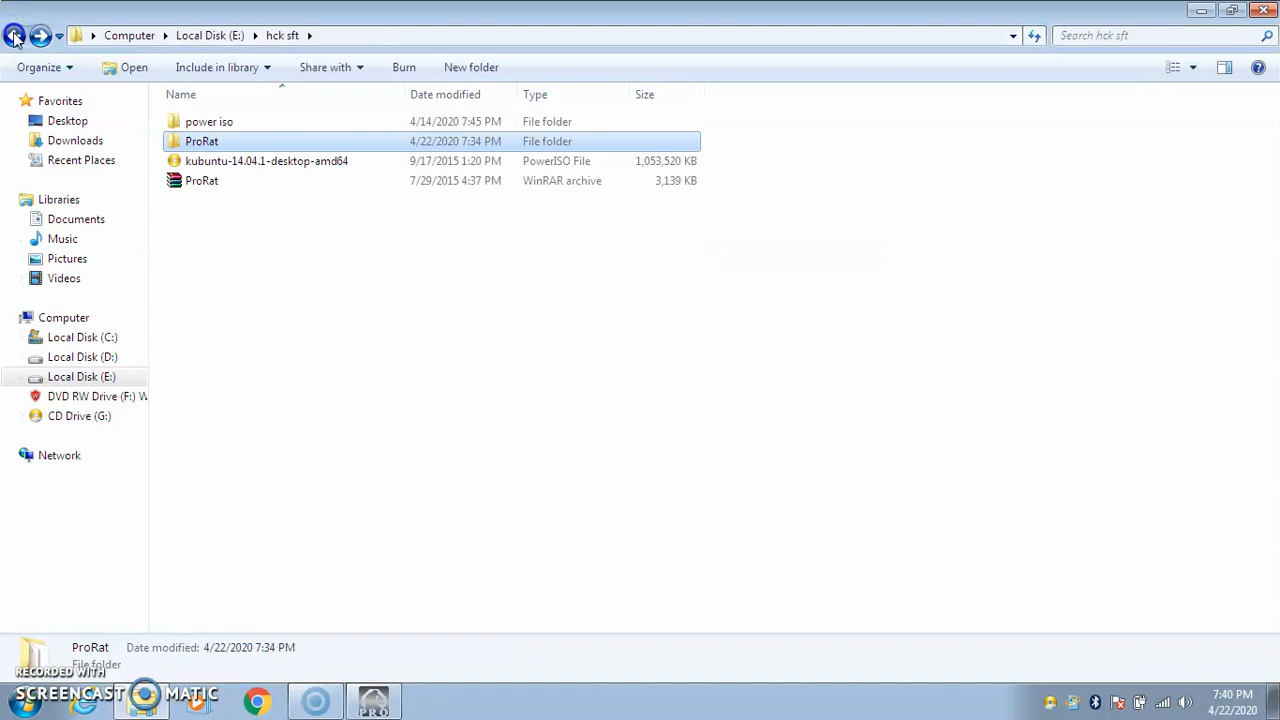 Computer Local Disk (E:) hck sft Search hck sft
Organize Open Include in library Share with Burn New folder
Name Date modified Type Size
Favorites
Desktop
Downloads
Recent Places
Libraries
Documents
Music
Pictures
Videos
Computer
Local Disk (C:)
Local Disk (D:)
Local Disk (E:)
DVD RW Drive (F:) W
CD Drive (G:)
Network
power iso 4/14/2020 7:45 PM File folder
ProRat 4/22/2020 7:34 PM File folder
kubuntu-14.04.1-desktop-amd64 9/17/2015 1:20 PM PowerISO File 1,053,520 KB
ProRat 7/29/2015 4:37 PM WinRAR archive 3,139 KB
ProRat Date modified: 4/22/2020 7:34 PM
File folder
RECORDED WITH
SCREENCAST MATIC
PRO
7:40 PM
4/22/2020